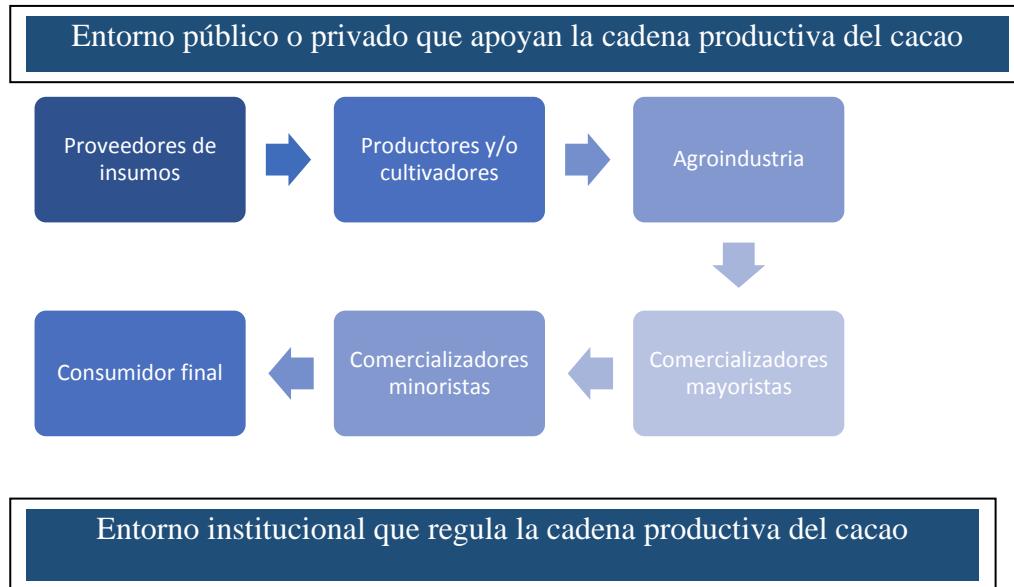 Entorno público o privado que apoyan la cadena productiva del cacao
Proveedores de
insumos
Productores y/o
cultivadores
Agroindustria
Comercializadores
mayoristas
Comercializadores
minoristas
Consumidor final
Entorno institucional que regula la cadena productiva del cacao